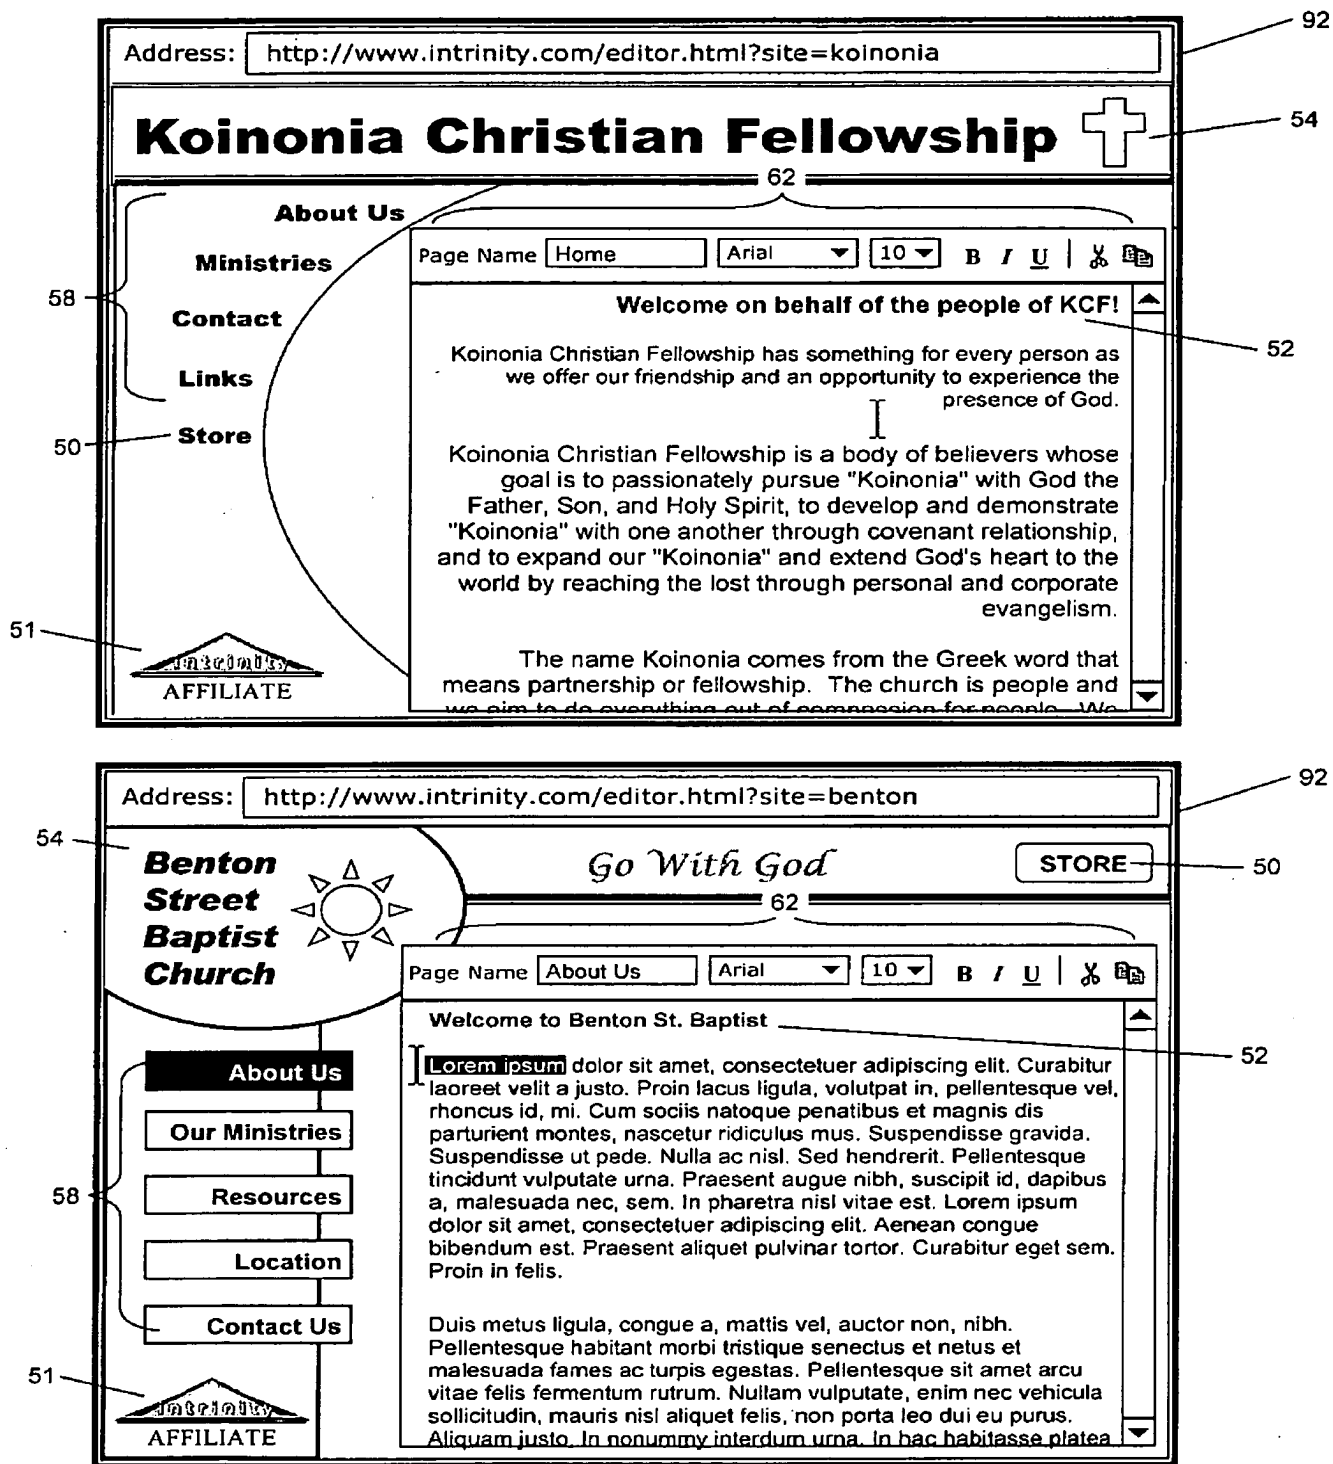 92
Address: http://www.intrinity.com/editor.html?site=koinonia
Koinonia Christian Fellowship
54
62
About Us
Ministries
58
Contact
Links
50
Store
Page Name Home Arial 10 B I U
Welcome on behalf of the people of KCF!
52
Koinonia Christian Fellowship has something for every person as
we offer our friendship and an opportunity to experience the
presence of God.
Koinonia Christian Fellowship is a body of believers whose
goal is to passionately pursue "Koinonia" with God the
Father, Son, and Holy Spirit, to develop and demonstrate
"Koinonia" with one another through covenant relationship,
and to expand our "Koinonia" and extend God's heart to the
world by reaching the lost through personal and corporate
evangelism.
The name Koinonia comes from the Greek word that
means partnership or fellowship. The church is people and
we aim to do everything out of compassion for people. We
51
intrinity
AFFILIATE
92
Address: http://www.intrinity.com/editor.html?site=benton
54
Benton
Street
Baptist
Church
Go With God
STORE
50
62
Page Name About Us Arial 10 B I U
Welcome to Benton St. Baptist
52
Lorem ipsum dolor sit amet, consectetuer adipiscing elit. Curabitur
laoreet velit a justo. Proin lacus ligula, volutpat in, pellentesque vel,
rhoncus id, mi. Cum sociis natoque penatibus et magnis dis
parturient montes, nascetur ridiculus mus. Suspendisse gravida.
Suspendisse ut pede. Nulla ac nisl. Sed hendrerit. Pellentesque
tincidunt vulputate urna. Praesent augue nibh, suscipit id, dapibus
a, malesuada nec, sem. In pharetra nisl vitae est. Lorem ipsum
dolor sit amet, consectetuer adipiscing elit. Aenean congue
bibendum est. Praesent aliquet pulvinar tortor. Curabitur eget sem.
Proin in felis.
Duis metus ligula, congue a, mattis vel, auctor non, nibh.
Pellentesque habitant morbi tristique senectus et netus et
malesuada fames ac turpis egestas. Pellentesque sit amet arcu
vitae felis fermentum rutrum. Nullam vulputate, enim nec vehicula
sollicitudin, mauris nisl aliquet felis, non porta leo dui eu purus.
Aliquam justo. In nonummy interdum urna. In hac habitasse platea
About Us
Our Ministries
58
Resources
Location
Contact Us
51
intrinity
AFFILIATE